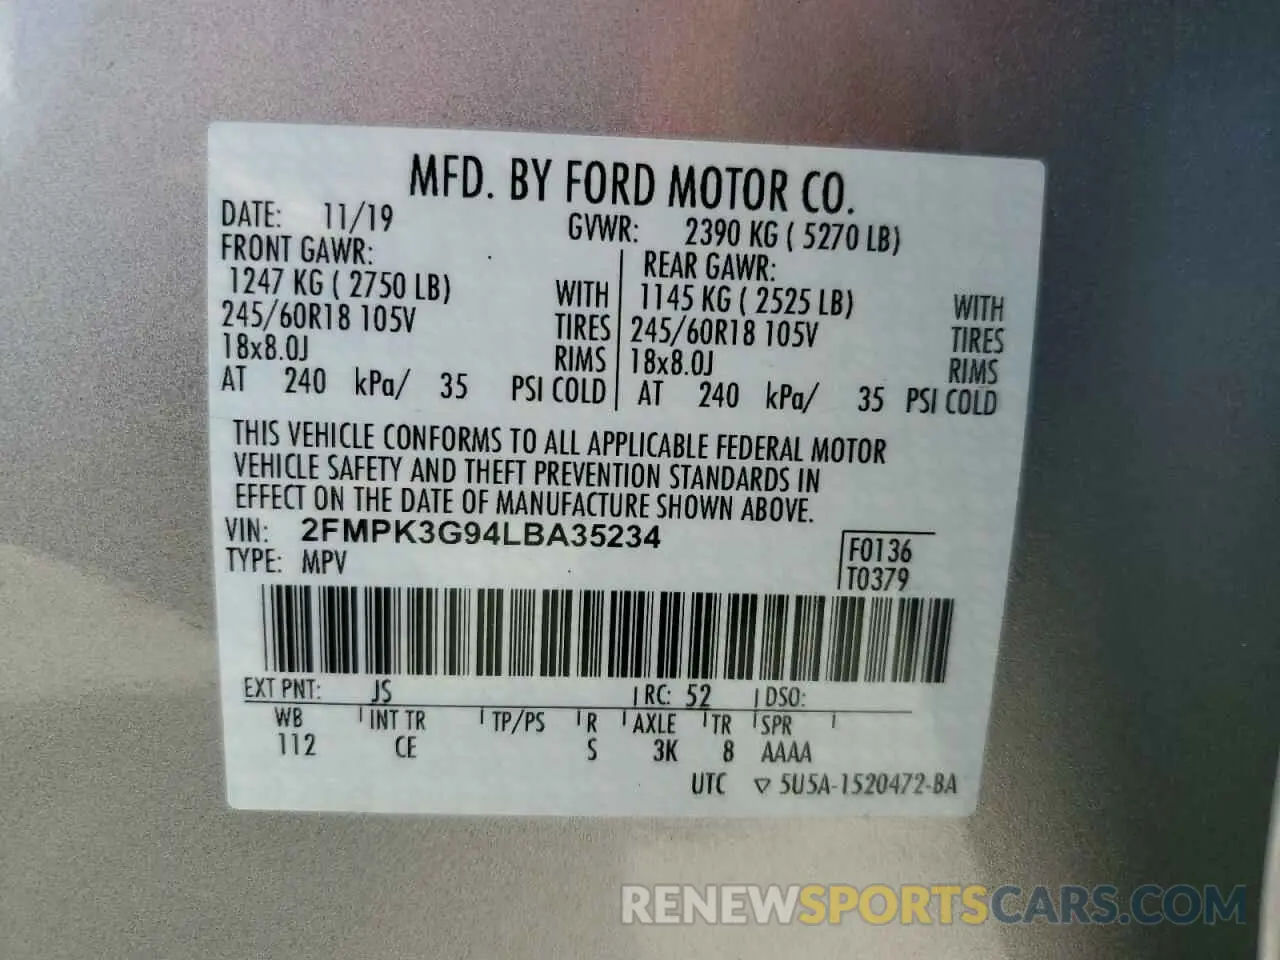 MFD. BY FORD MOTOR CO.
DATE: 11/19 GVWR: 2390 KG ( 5270 LB)
FRONT GAWR: REAR GAWR:
1247 KG ( 2750 LB) WITH 1145 KG ( 2525 LB) WITH
245/60R18 105V TIRES 245/60R18 105V TIRES
18x8.0J RIMS 18x8.0J RIMS
AT 240 kPa/ 35 PSI COLD AT 240 kPa/ 35 PSI COLD
THIS VEHICLE CONFORMS TO ALL APPLICABLE FEDERAL MOTOR
VEHICLE SAFETY AND THEFT PREVENTION STANDARDS IN
EFFECT ON THE DATE OF MANUFACTURE SHOWN ABOVE.
VIN: 2FMPK3G94LBA35234
TYPE: MPV
F0136
T0379
EXT PNT: JS RC: 52 DSO:
WB INT TR TP/PS R AXLE TR SPR
112 CE S 3K 8 AAAA
UTC ▽ 5U5A-1520472-BA
RENEWSPORTSCARS.COM